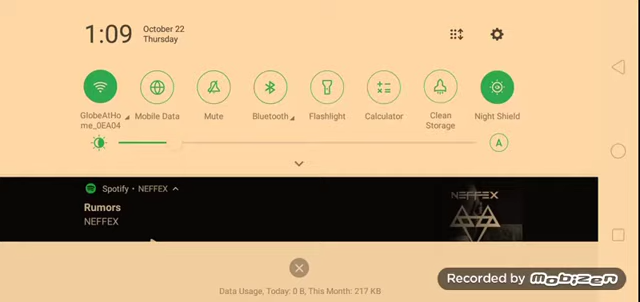 1:09
October 22
Thursday
GlobeAtHo
me_0EA04
Mobile Data
Mute
Bluetooth
Flashlight
Calculator
Clean
Storage
Night Shield
A
Spotify • NEFFEX
Rumors
NEFFEX
NEFFEX
Data Usage, Today: 0 B, This Month: 217 KB
Recorded by Mobizen